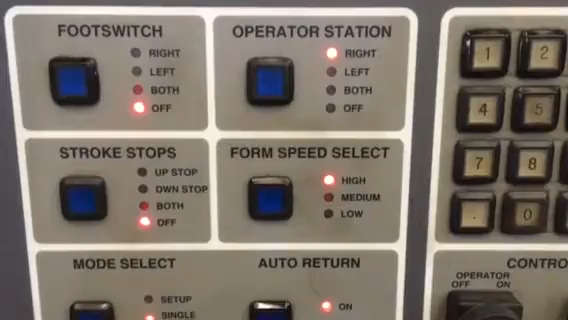 FOOTSWITCH
RIGHT
LEFT
BOTH
OFF
OPERATOR STATION
RIGHT
LEFT
BOTH
OFF
STROKE STOPS
UP STOP
DWN STOP
BOTH
OFF
FORM SPEED SELECT
HIGH
MEDIUM
LOW
MODE SELECT
SETUP
SINGLE
AUTO RETURN
ON
1 2
4 5
7 8
. 0
CONTRO
OPERATOR
OFF ON